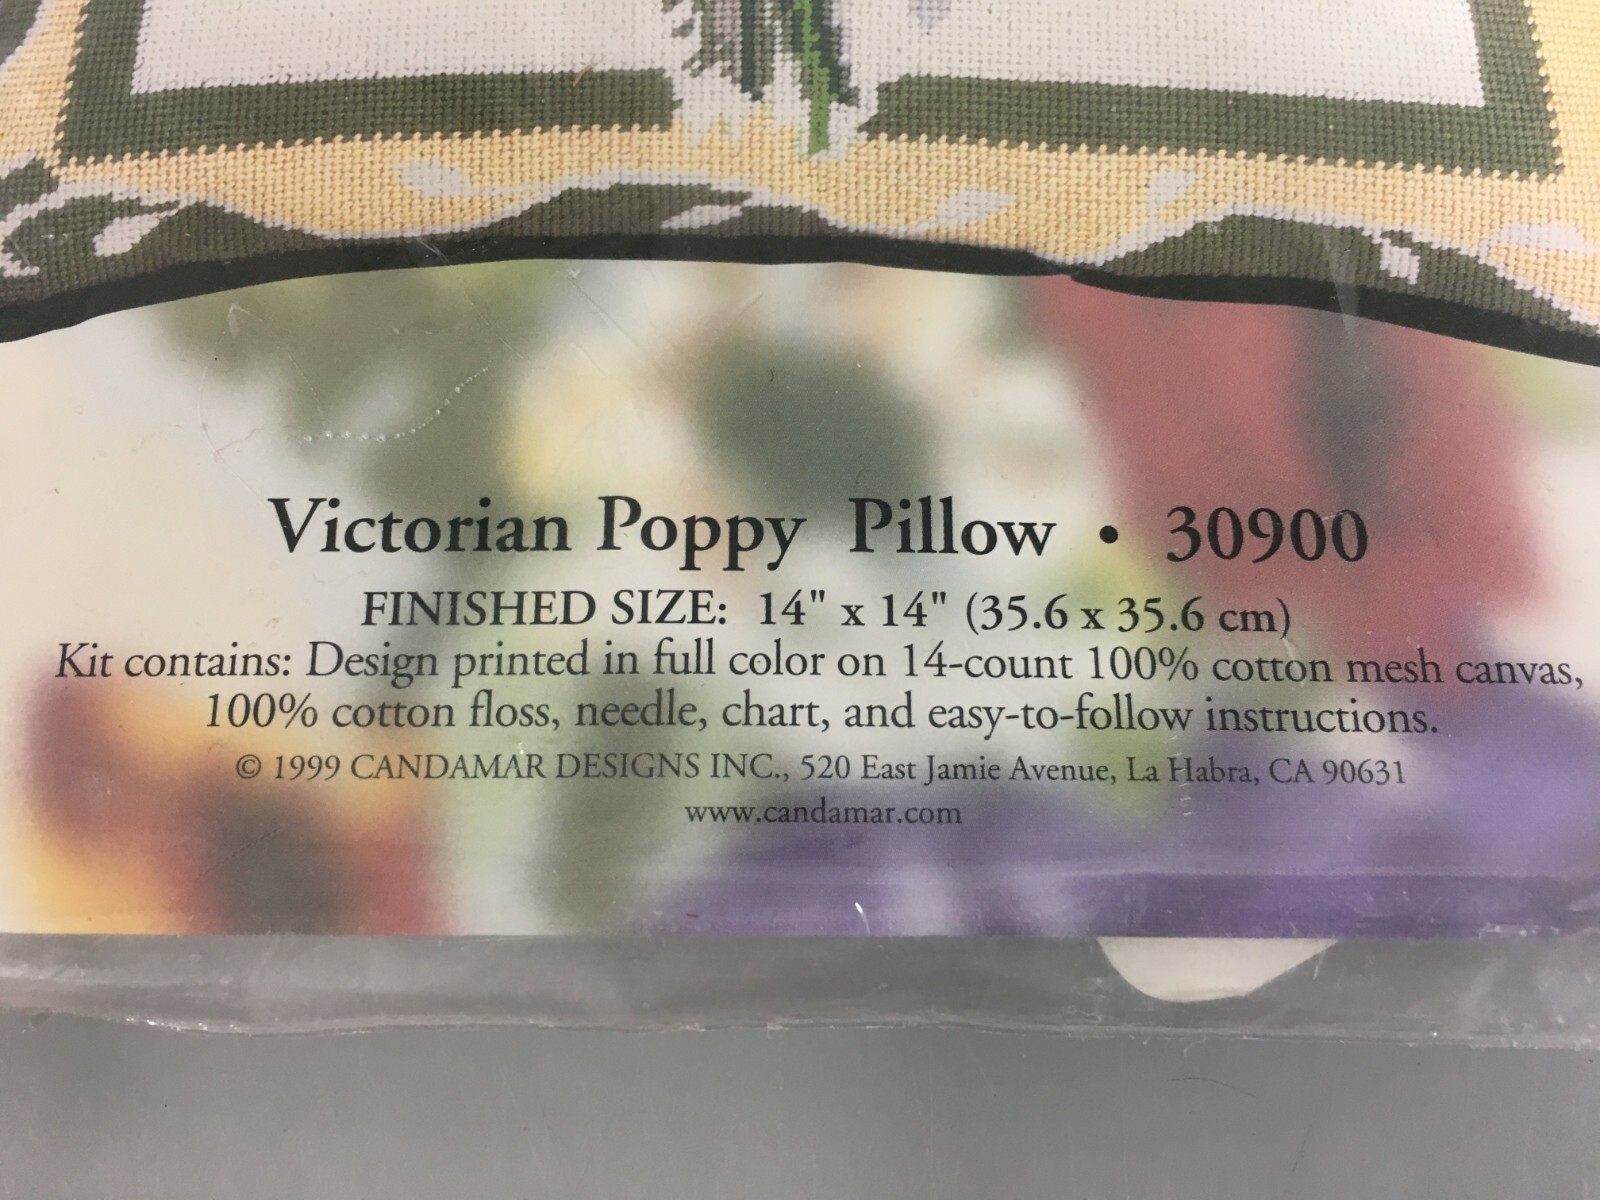 Victorian Poppy Pillow • 30900
FINISHED SIZE: 14" x 14" (35.6 x 35.6 cm)
Kit contains: Design printed in full color on 14-count 100% cotton mesh canvas,
100% cotton floss, needle, chart, and easy-to-follow instructions.
© 1999 CANDAMAR DESIGNS INC., 520 East Jamie Avenue, La Habra, CA 90631
www.candamar.com